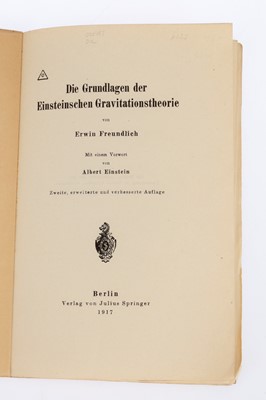 Die Grundlagen der
Einsteinschen Gravitationstheorie
von
Erwin Freundlich
Mit einem Vorwort
von
Albert Einstein
Zweite, erweiterte und verbesserte Auflage
Berlin
Verlag von Julius Springer
1917